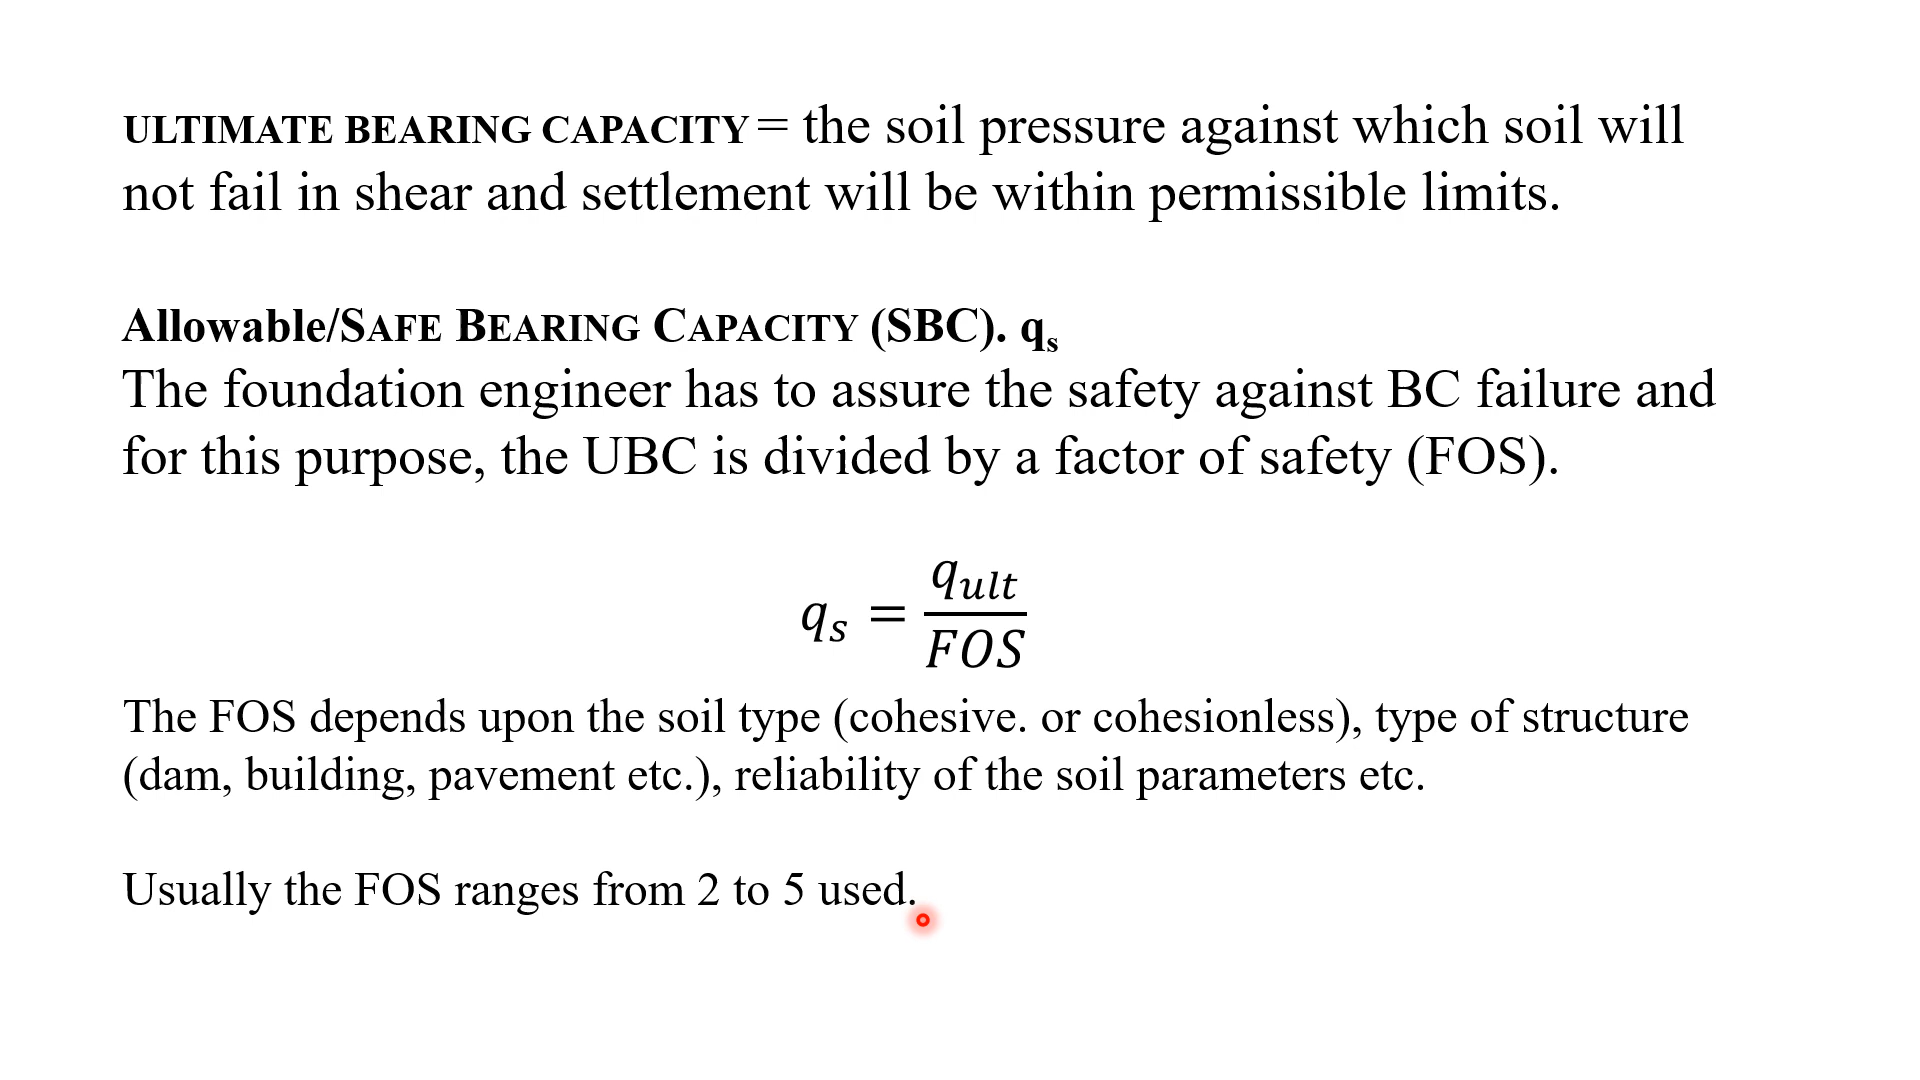 ULTIMATE BEARING CAPACITY = the soil pressure against which soil will
not fail in shear and settlement will be within permissible limits.
Allowable/SAFE BEARING CAPACITY (SBC). qₛ
The foundation engineer has to assure the safety against BC failure and
for this purpose, the UBC is divided by a factor of safety (FOS).
q_s = q_ult / FOS
The FOS depends upon the soil type (cohesive. or cohesionless), type of structure
(dam, building, pavement etc.), reliability of the soil parameters etc.
Usually the FOS ranges from 2 to 5 used.